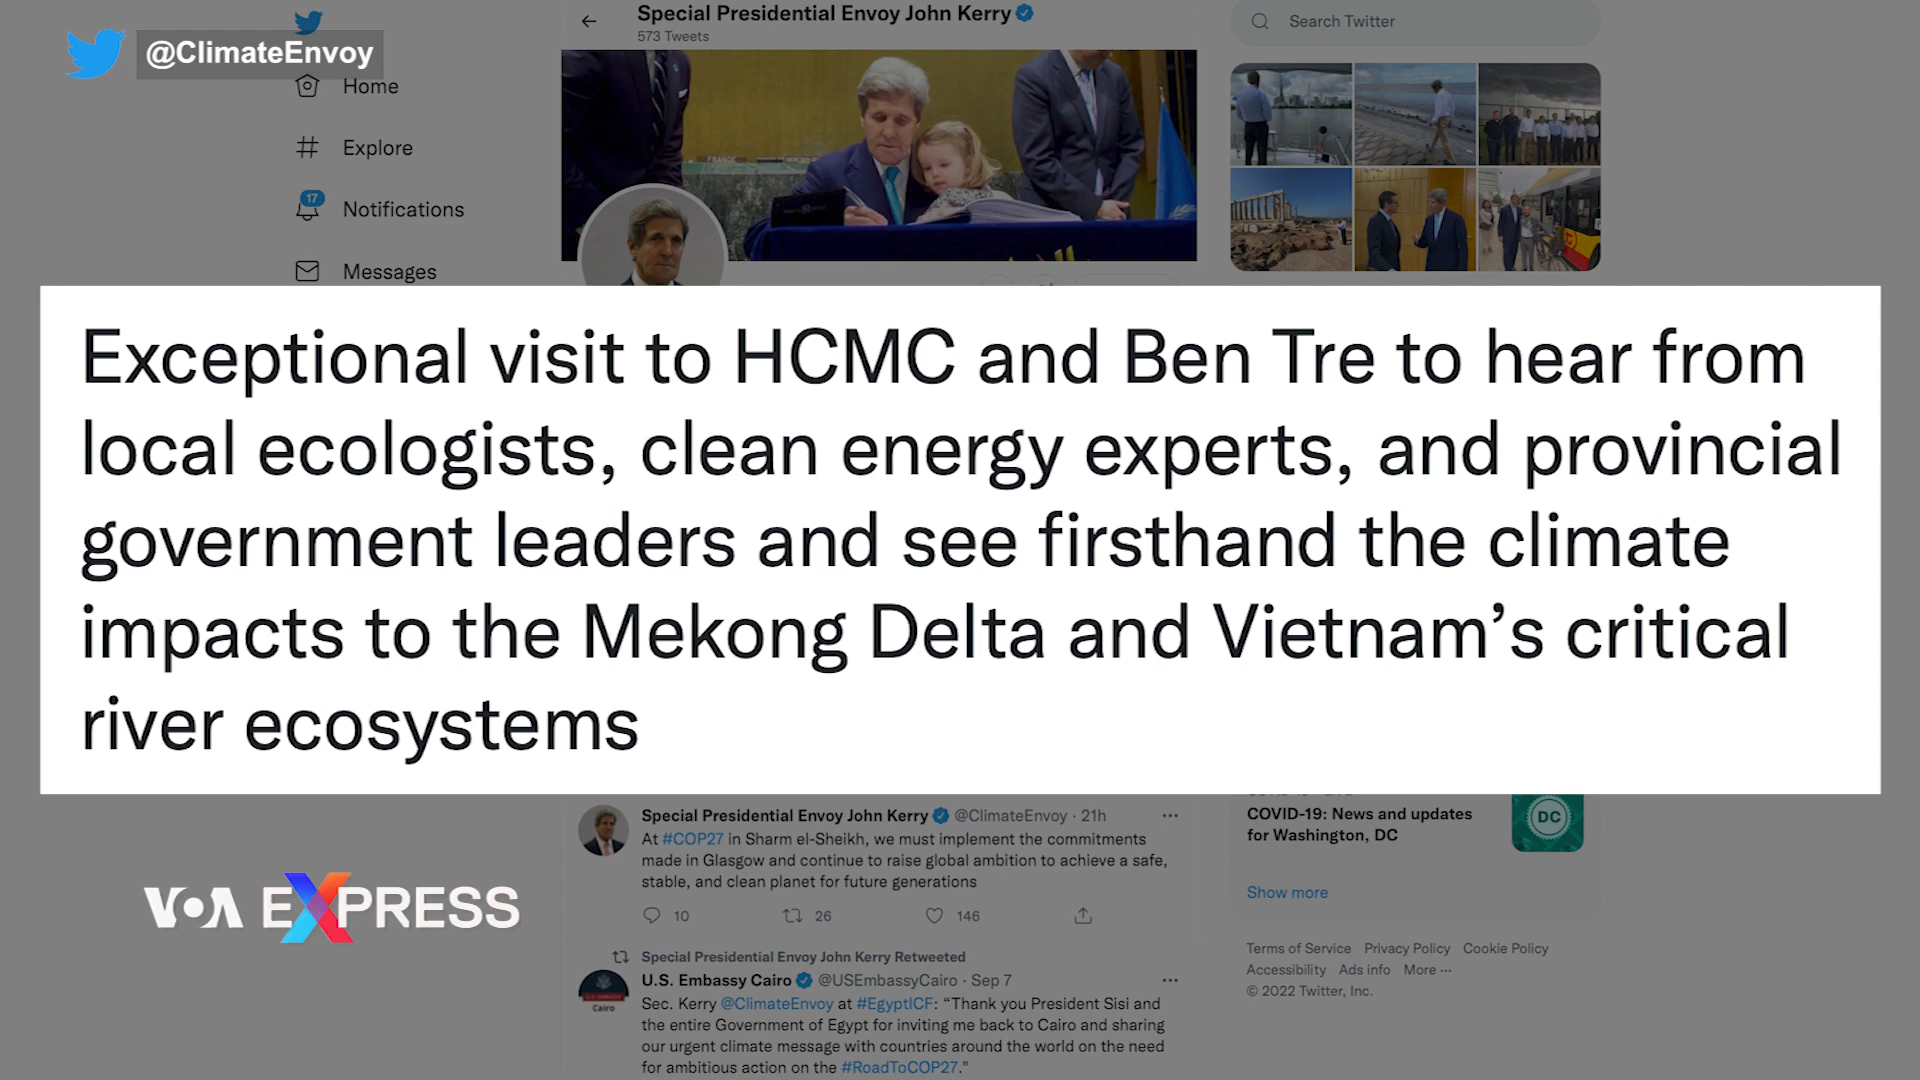 @ClimateEnvoy
Special Presidential Envoy John Kerry
573 Tweets
Search Twitter
Home
Explore
17
Notifications
Messages
Exceptional visit to HCMC and Ben Tre to hear from
local ecologists, clean energy experts, and provincial
government leaders and see firsthand the climate
impacts to the Mekong Delta and Vietnam’s critical
river ecosystems
Special Presidential Envoy John Kerry @ClimateEnvoy · 21h
At #COP27 in Sharm el-Sheikh, we must implement the commitments
made in Glasgow and continue to raise global ambition to achieve a safe,
stable, and clean planet for future generations
10 26 146
Special Presidential Envoy John Kerry Retweeted
U.S. Embassy Cairo @USEmbassyCairo · Sep 7
Cairo
Sec. Kerry @ClimateEnvoy at #EgyptICF: “Thank you President Sisi and
the entire Government of Egypt for inviting me back to Cairo and sharing
our urgent climate message with countries around the world on the need
for ambitious action on the #RoadToCOP27."
COVID-19: News and updates
for Washington, DC
DC
Show more
Terms of Service Privacy Policy Cookie Policy
Accessibility Ads info More ···
© 2022 Twitter, Inc.
VOA EXPRESS